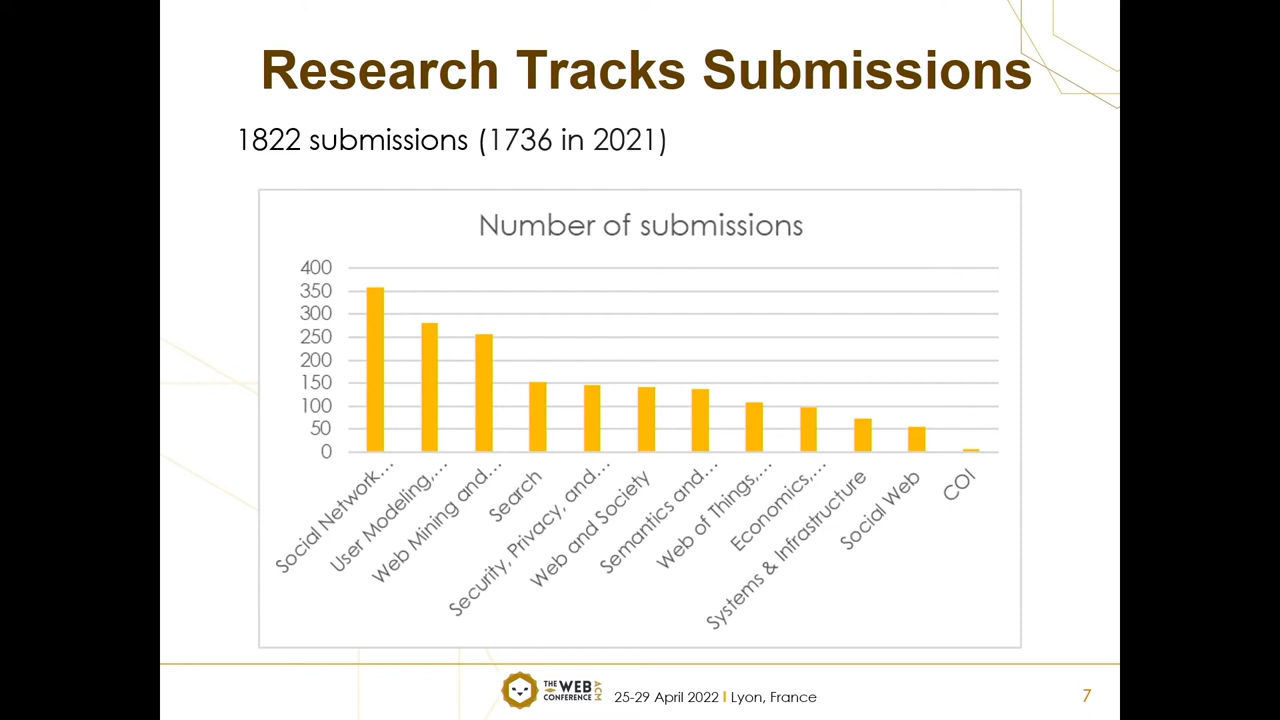 Research Tracks Submissions
1822 submissions (1736 in 2021)
Number of submissions
400
350
300
250
200
150
100
50
0
Social Network...
User Modeling,...
Web Mining and...
Search
Security, Privacy, and...
Web and Society
Semantics and...
Web of Things,...
Economics,...
Systems & Infrastructure
Social Web
COI
THE WEB CONFERENCE ACM
25-29 April 2022 | Lyon, France
7